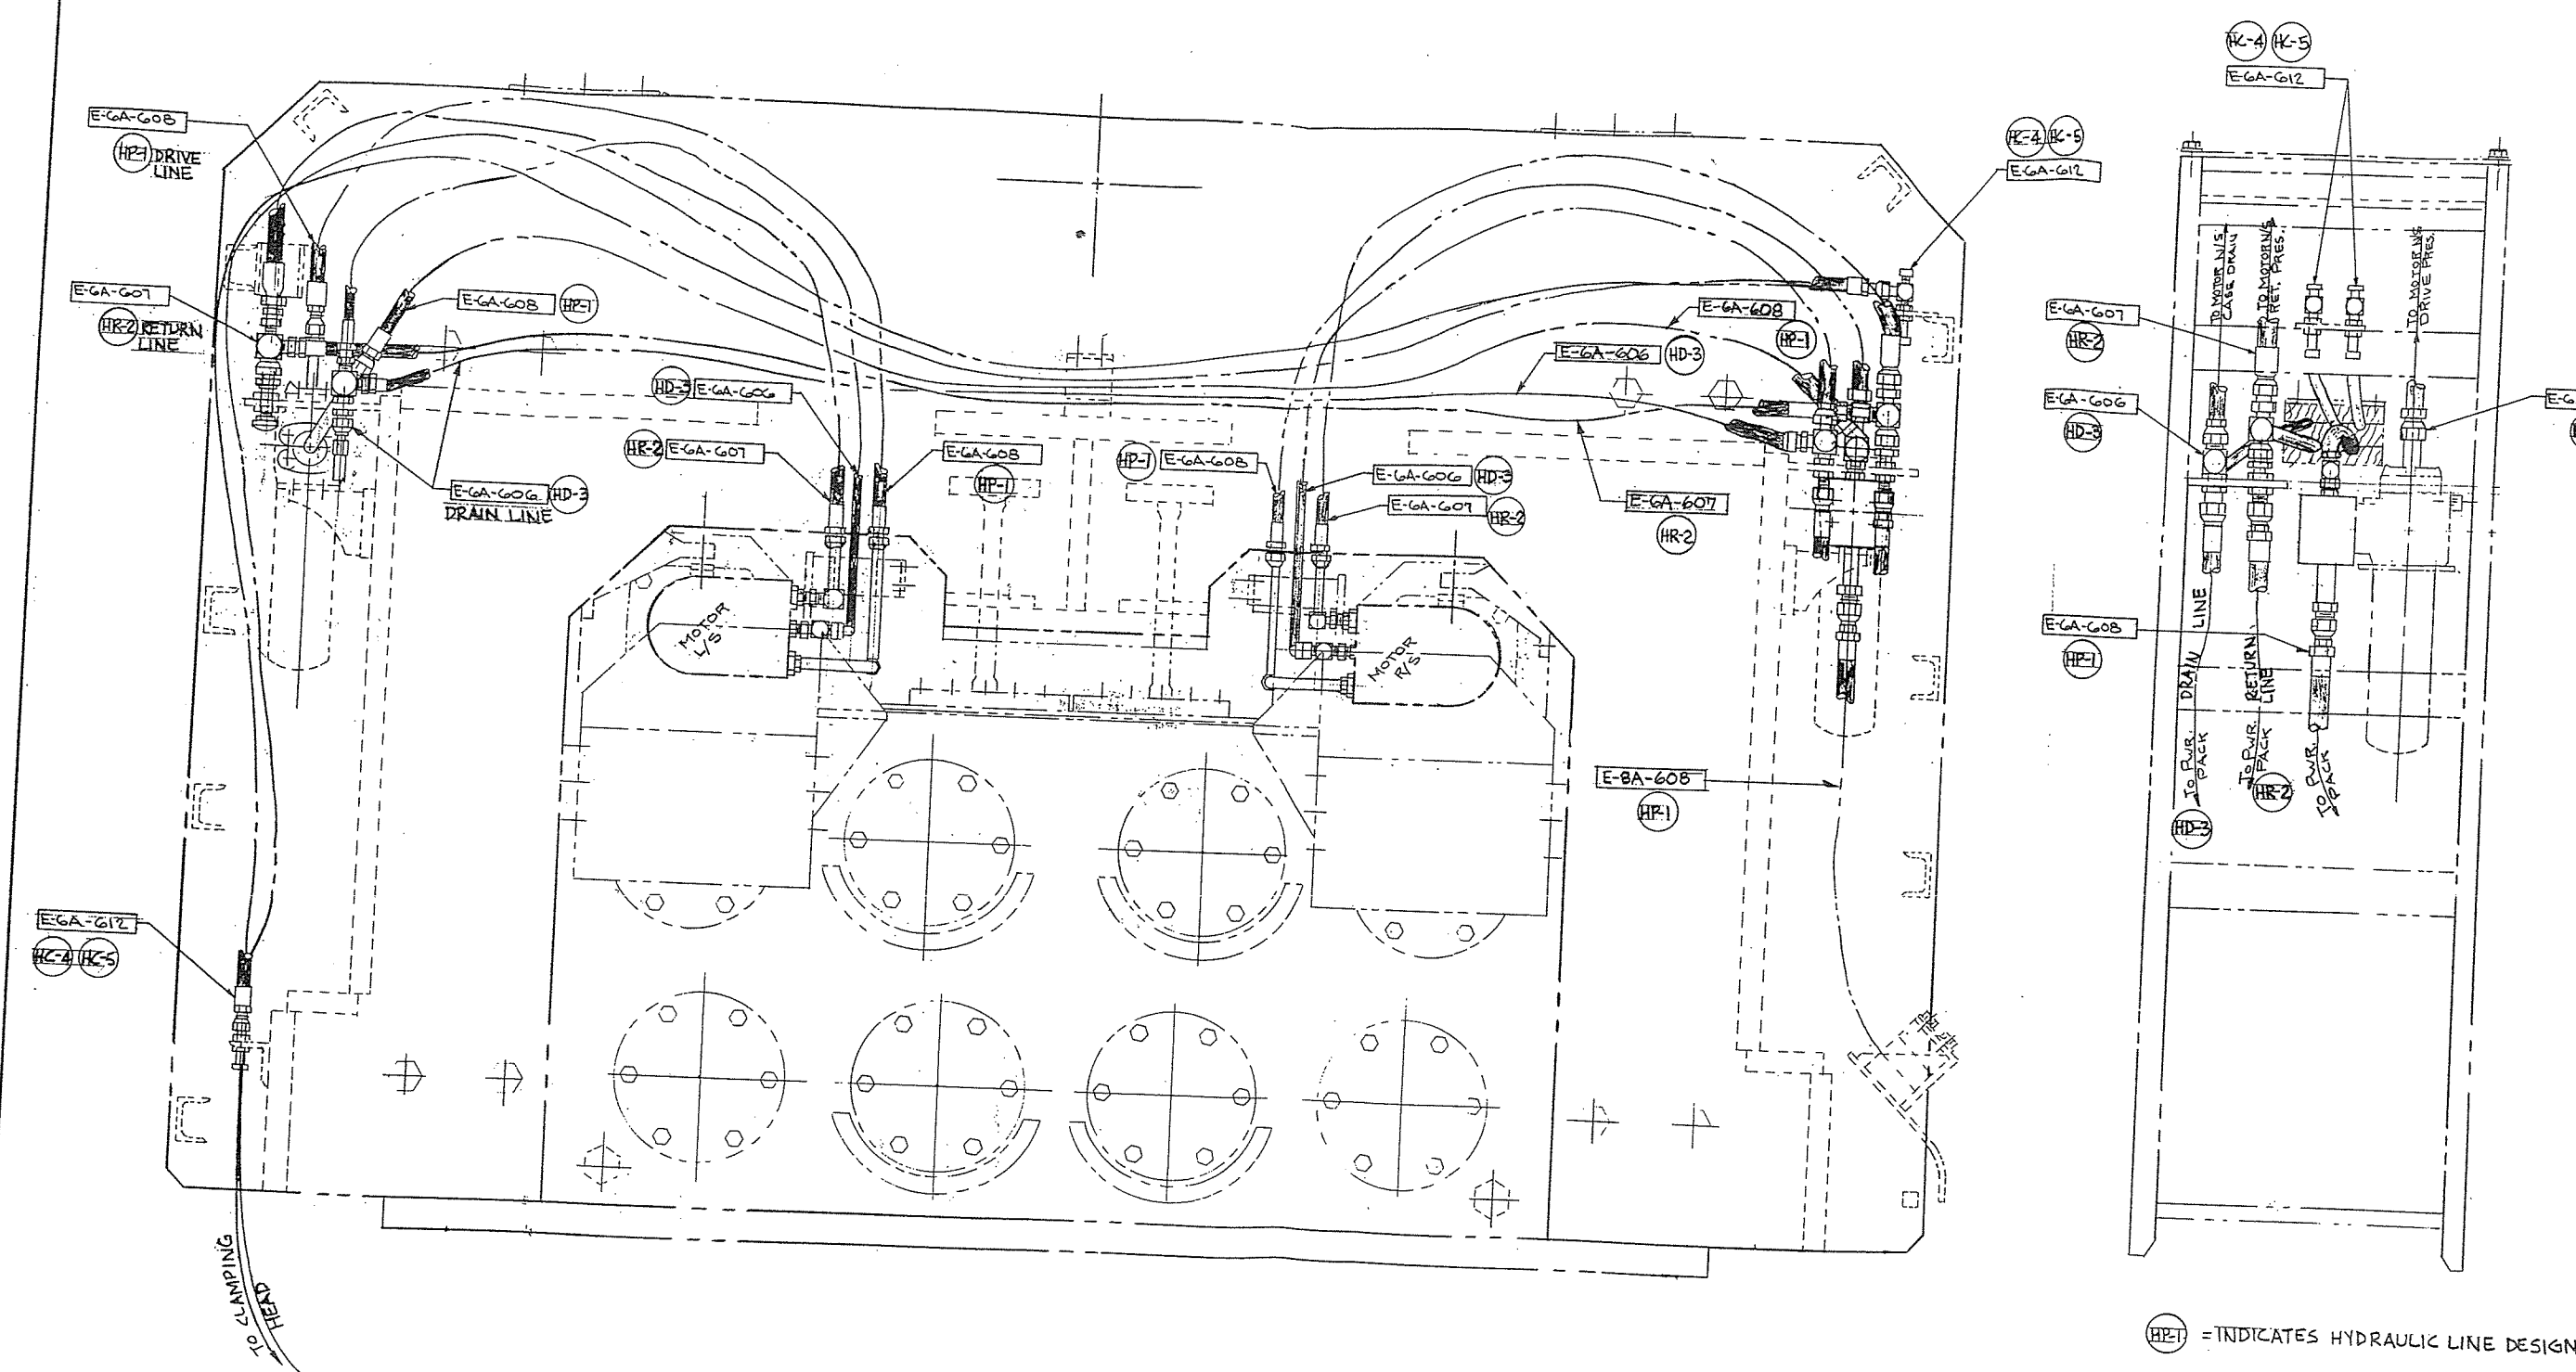 HC-4 HC-5
E-6A-612
E-6A-608
HP-1 DRIVE
LINE
HC-4 HC-5
E-6A-612
E-6A-607
HR-2 RETURN
LINE
E-6A-608 HP-1
E-6A-608
HP-1
E-6A-606 HD-3
HD-3 E-6A-606
HR-2 E-6A-607
E-6A-608
HP-1
HP-1 E-6A-608
E-6A-606 HD-3
E-6A-607 HR-2
E-6A-607
HR-2
E-6A-606 HD-3
DRAIN LINE
MOTOR
L/S
MOTOR
R/S
E-8A-608
HP-1
E-6A-612
HC-4 HC-5
TO CLAMPING
HEAD
TO MOTOR N/S
CASE DRAIN
TO MOTOR N/S
RET. PRES.
TO MOTOR N/S
DRIVE PRES.
E-6A-607
HR-2
E-6A-606
HD-3
E-6
E-6A-608
HP-1
TO PWR. DRAIN LINE
PACK
HD-3
TO PWR. RETURN
PACK LINE
HR-2
TO PWR.
PACK
HP-1 =INDICATES HYDRAULIC LINE DESIGN